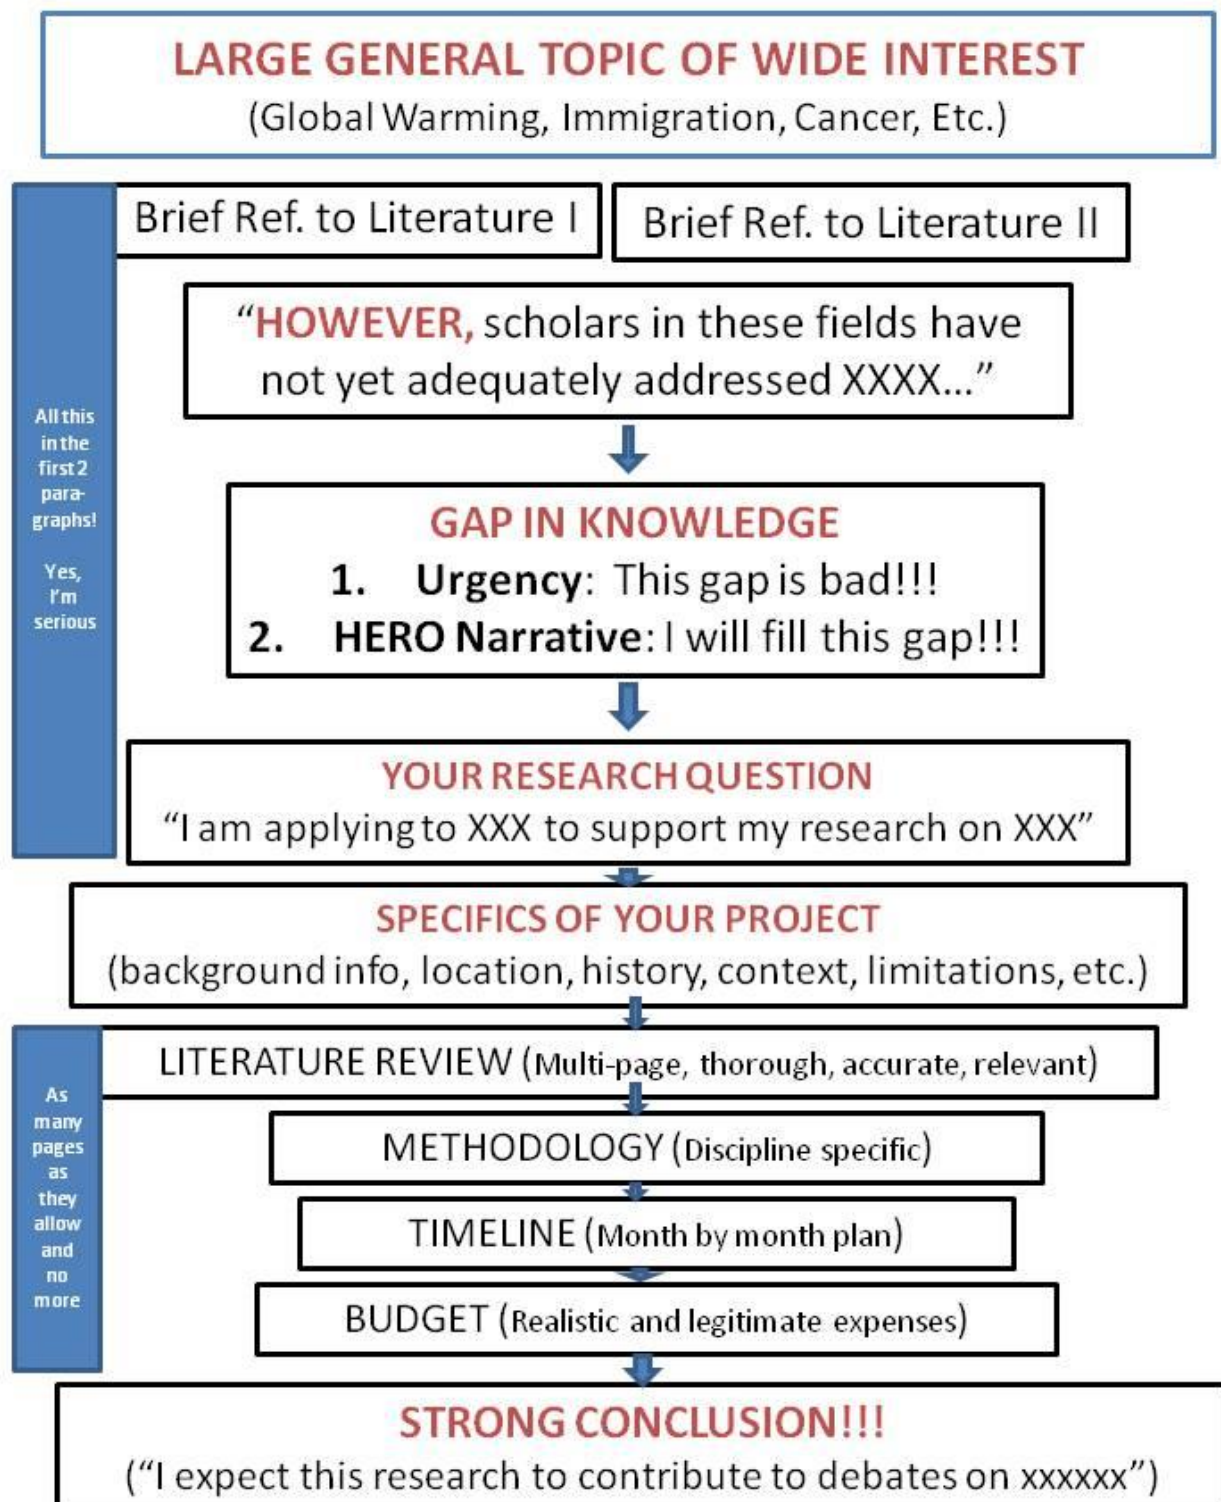 LARGE GENERAL TOPIC OF WIDE INTEREST
(Global Warming, Immigration, Cancer, Etc.)
Brief Ref. to Literature I
Brief Ref. to Literature II
“HOWEVER, scholars in these fields have
not yet adequately addressed XXXX...”
All this
in the
first 2
para-
graphs!
Yes,
I'm
serious
GAP IN KNOWLEDGE
1. Urgency: This gap is bad!!!
2. HERO Narrative: I will fill this gap!!!
YOUR RESEARCH QUESTION
“I am applying to XXX to support my research on XXX”
SPECIFICS OF YOUR PROJECT
(background info, location, history, context, limitations, etc.)
As
many
pages
as
they
allow
and
no
more
LITERATURE REVIEW (Multi-page, thorough, accurate, relevant)
METHODOLOGY (Discipline specific)
TIMELINE (Month by month plan)
BUDGET (Realistic and legitimate expenses)
STRONG CONCLUSION!!!
(“I expect this research to contribute to debates on xxxxxx”)